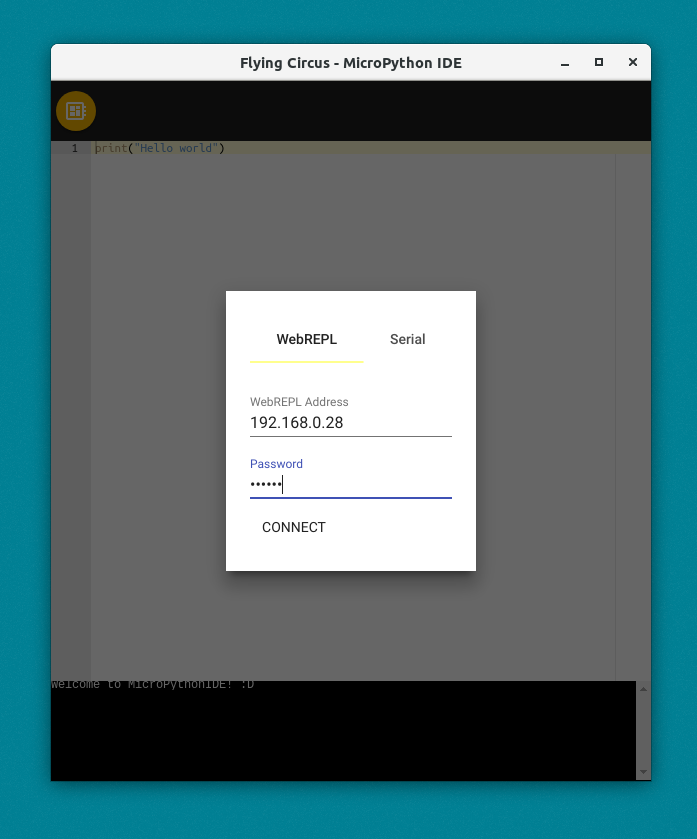 Flying Circus - MicroPython IDE
1 print("Hello world")
WebREPL Serial
WebREPL Address
192.168.0.28
Password
••••••
CONNECT
Welcome to MicroPythonIDE! :D